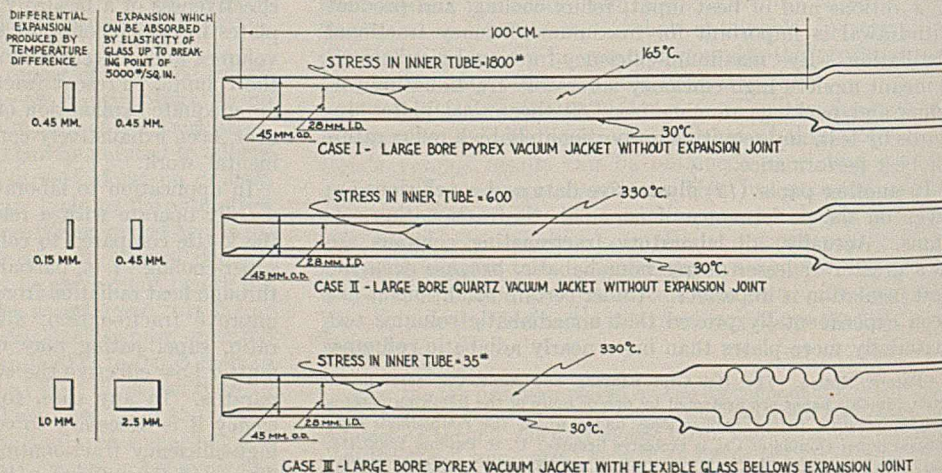 DIFFERENTIAL
EXPANSION
PRODUCED BY
TEMPERATURE
DIFFERENCE.
EXPANSION WHICH
CAN BE ABSORBED
BY ELASTICITY OF
GLASS UP TO BREAK-
ING POINT OF
5000#/SQ. IN.
100-CM.
STRESS IN INNER TUBE=1800#
165°C.
0.45 MM.
0.45 MM.
45 MM. O.D.
28 MM. I.D.
30°C.
CASE I - LARGE BORE PYREX VACUUM JACKET WITHOUT EXPANSION JOINT
STRESS IN INNER TUBE=600
330°C.
0.15 MM.
0.45 MM.
45 MM. O.D.
28 MM. I.D.
30°C.
CASE II - LARGE BORE QUARTZ VACUUM JACKET WITHOUT EXPANSION JOINT
STRESS IN INNER TUBE=35#
330°C.
1.0 MM.
2.5 MM.
45 MM. O.D.
28 MM. I.D.
30°C.
CASE III - LARGE BORE PYREX VACUUM JACKET WITH FLEXIBLE GLASS BELLOWS EXPANSION JOINT